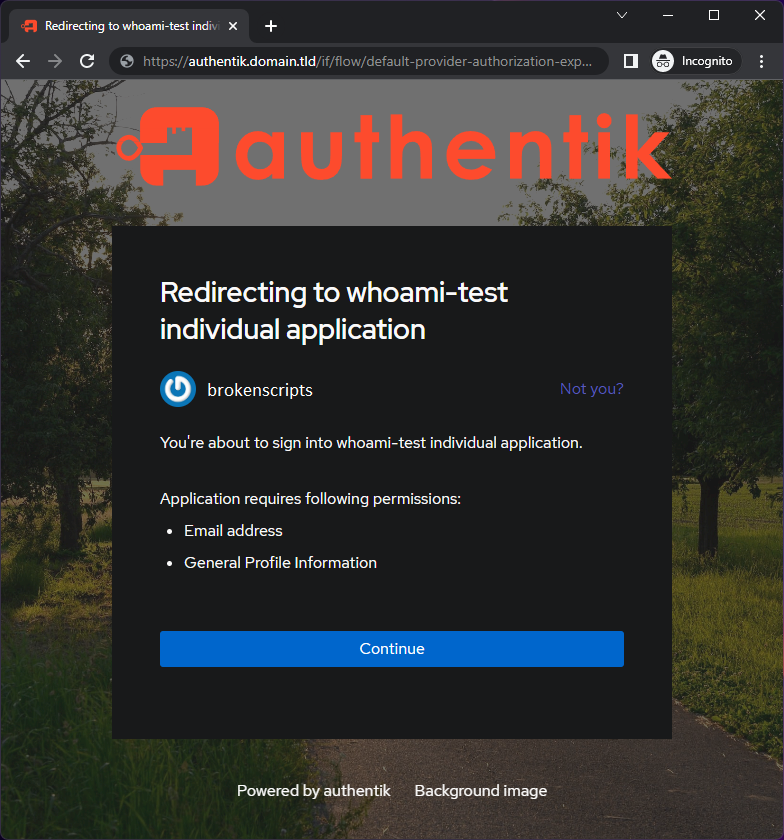 Redirecting to whoami-test indivi
https://authentik.domain.tld/if/flow/default-provider-authorization-exp...
Incognito
authentik
Redirecting to whoami-test
individual application
brokenscripts
Not you?
You're about to sign into whoami-test individual application.
Application requires following permissions:
• Email address
• General Profile Information
Continue
Powered by authentik
Background image